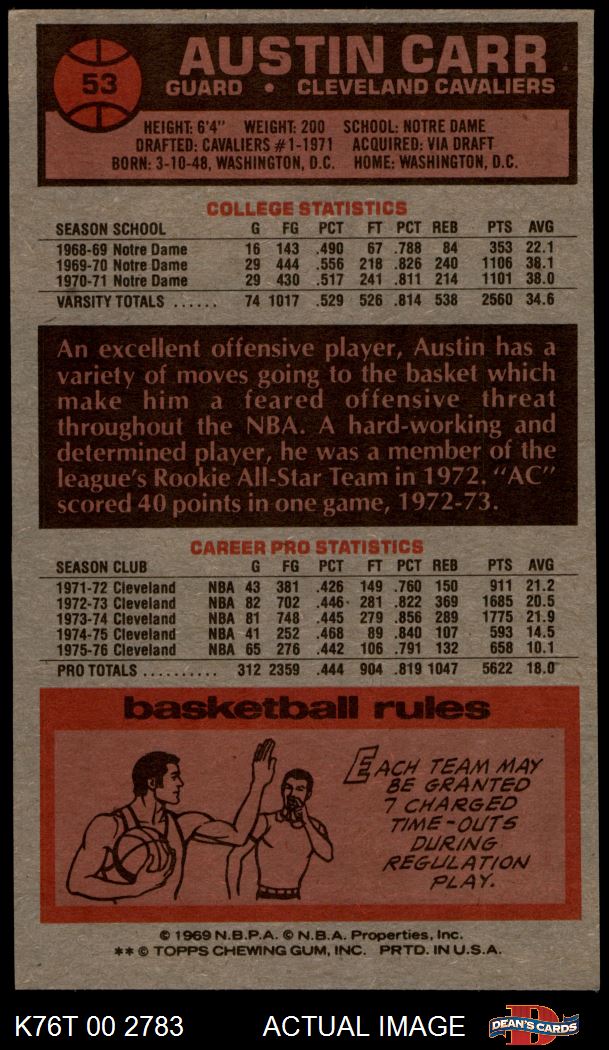 53
AUSTIN CARR
GUARD • CLEVELAND CAVALIERS
HEIGHT: 6'4" WEIGHT: 200 SCHOOL: NOTRE DAME
DRAFTED: CAVALIERS #1-1971 ACQUIRED: VIA DRAFT
BORN: 3-10-48, WASHINGTON, D.C. HOME: WASHINGTON, D.C.
COLLEGE STATISTICS
SEASON SCHOOL G FG PCT FT PCT REB PTS AVG
1968-69 Notre Dame 16 143 .490 67 .788 84 353 22.1
1969-70 Notre Dame 29 444 .556 218 .826 240 1106 38.1
1970-71 Notre Dame 29 430 .517 241 .811 214 1101 38.0
VARSITY TOTALS ...... 74 1017 .529 526 .814 538 2560 34.6
An excellent offensive player, Austin has a
variety of moves going to the basket which
make him a feared offensive threat
throughout the NBA. A hard-working and
determined player, he was a member of the
league's Rookie All-Star Team in 1972. "AC"
scored 40 points in one game, 1972-73.
CAREER PRO STATISTICS
SEASON CLUB G FG PCT FT PCT REB PTS AVG
1971-72 Cleveland NBA 43 381 .426 149 .760 150 911 21.2
1972-73 Cleveland NBA 82 702 .446 281 .822 369 1685 20.5
1973-74 Cleveland NBA 81 748 .445 279 .856 289 1775 21.9
1974-75 Cleveland NBA 41 252 .468 89 .840 107 593 14.5
1975-76 Cleveland NBA 65 276 .442 106 .791 132 658 10.1
PRO TOTALS .......... 312 2359 .444 904 .819 1047 5622 18.0
basketball rules
EACH TEAM MAY
BE GRANTED
7 CHARGED
TIME-OUTS
DURING
REGULATION
PLAY.
© 1969 N.B.P.A. © N.B.A. Properties, Inc.
** © TOPPS CHEWING GUM, INC. PRTD. IN U.S.A.
K76T 00 2783 ACTUAL IMAGE D DEAN'S CARDS